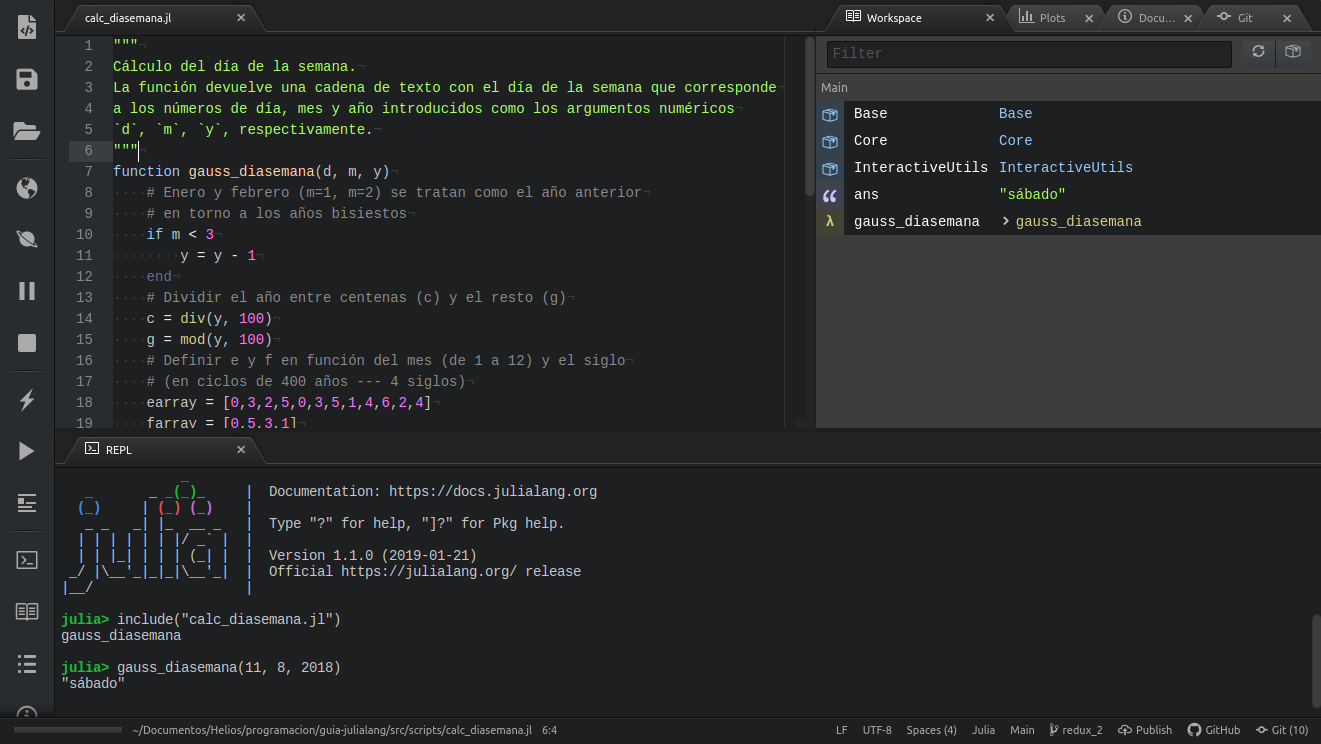 calc_diasemana.jl
1 """
2 Cálculo del día de la semana.
3 La función devuelve una cadena de texto con el día de la semana que corresponde
4 a los números de día, mes y año introducidos como los argumentos numéricos
5 `d`, `m`, `y`, respectivamente.
6 """
7 function gauss_diasemana(d, m, y)
8 # Enero y febrero (m=1, m=2) se tratan como el año anterior
9 # en torno a los años bisiestos
10 if m < 3
11 y = y - 1
12 end
13 # Dividir el año entre centenas (c) y el resto (g)
14 c = div(y, 100)
15 g = mod(y, 100)
16 # Definir e y f en función del mes (de 1 a 12) y el siglo
17 # (en ciclos de 400 años --- 4 siglos)
18 earray = [0,3,2,5,0,3,5,1,4,6,2,4]
19 farray = [0,5,3,1]
Workspace
Plots
Docu...
Git
Filter
Main
Base Base
Core Core
InteractiveUtils InteractiveUtils
ans "sábado"
λ gauss_diasemana > gauss_diasemana
REPL
Documentation: https://docs.julialang.org
Type "?" for help, "]?" for Pkg help.
Version 1.1.0 (2019-01-21)
Official https://julialang.org/ release
julia> include("calc_diasemana.jl")
gauss_diasemana
julia> gauss_diasemana(11, 8, 2018)
"sábado"
~/Documentos/Helios/programacion/guia-julialang/src/scripts/calc_diasemana.jl 6:4
LF UTF-8 Spaces (4) Julia Main redux_2 Publish GitHub Git (10)